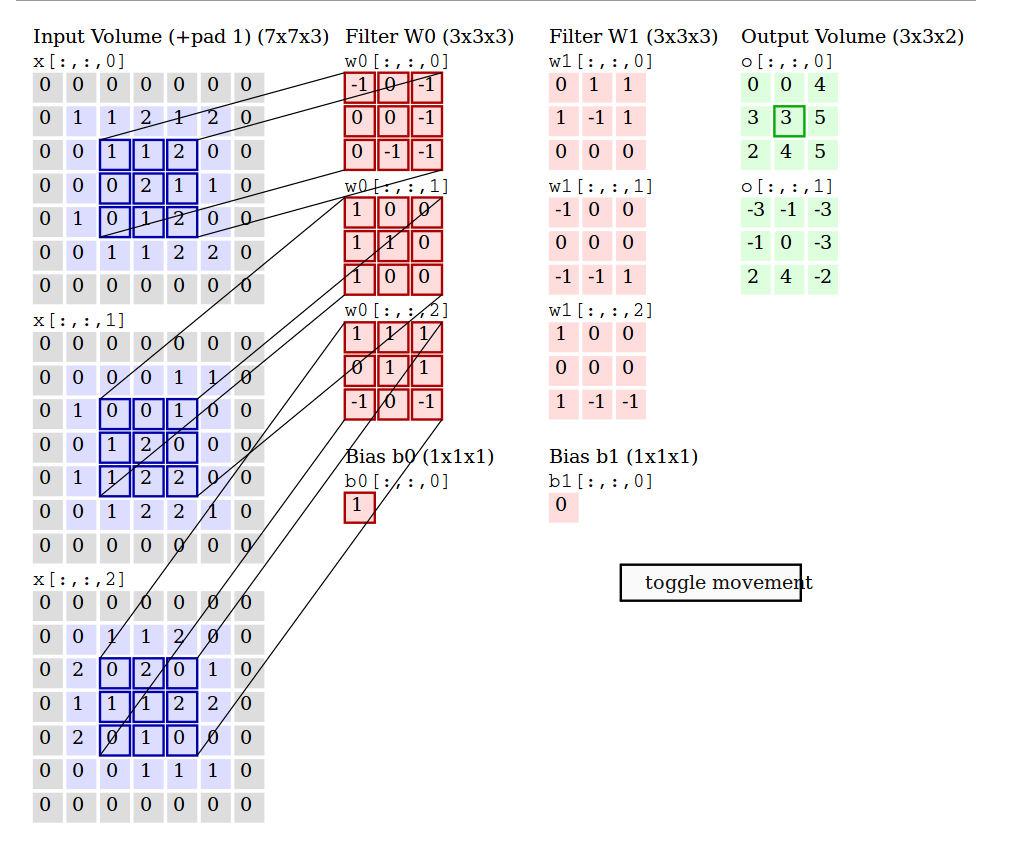 Input Volume (+pad 1) (7x7x3)
x[:,:,0]
0 0 0 0 0 0 0
0 1 1 2 1 2 0
0 0 1 1 2 0 0
0 0 0 2 1 1 0
0 1 0 1 2 0 0
0 0 1 1 2 2 0
0 0 0 0 0 0 0
x[:,:,1]
0 0 0 0 0 0 0
0 0 0 0 1 1 0
0 1 0 0 1 0 0
0 0 1 2 0 0 0
0 1 1 2 2 0 0
0 0 1 2 2 1 0
0 0 0 0 0 0 0
x[:,:,2]
0 0 0 0 0 0 0
0 0 1 1 2 0 0
0 2 0 2 0 1 0
0 1 1 1 2 2 0
0 2 0 1 0 0 0
0 0 0 1 1 1 0
0 0 0 0 0 0 0
Filter W0 (3x3x3)
w0[:,:,0]
-1 0 -1
0 0 -1
0 -1 -1
w0[:,:,1]
1 0 0
1 1 0
1 0 0
w0[:,:,2]
1 1 1
0 1 1
-1 0 -1
Bias b0 (1x1x1)
b0[:,:,0]
1
Filter W1 (3x3x3)
w1[:,:,0]
0 1 1
1 -1 1
0 0 0
w1[:,:,1]
-1 0 0
0 0 0
-1 -1 1
w1[:,:,2]
1 0 0
0 0 0
1 -1 -1
Bias b1 (1x1x1)
b1[:,:,0]
0
Output Volume (3x3x2)
o[:,:,0]
0 0 4
3 3 5
2 4 5
o[:,:,1]
-3 -1 -3
-1 0 -3
2 4 -2
toggle movement